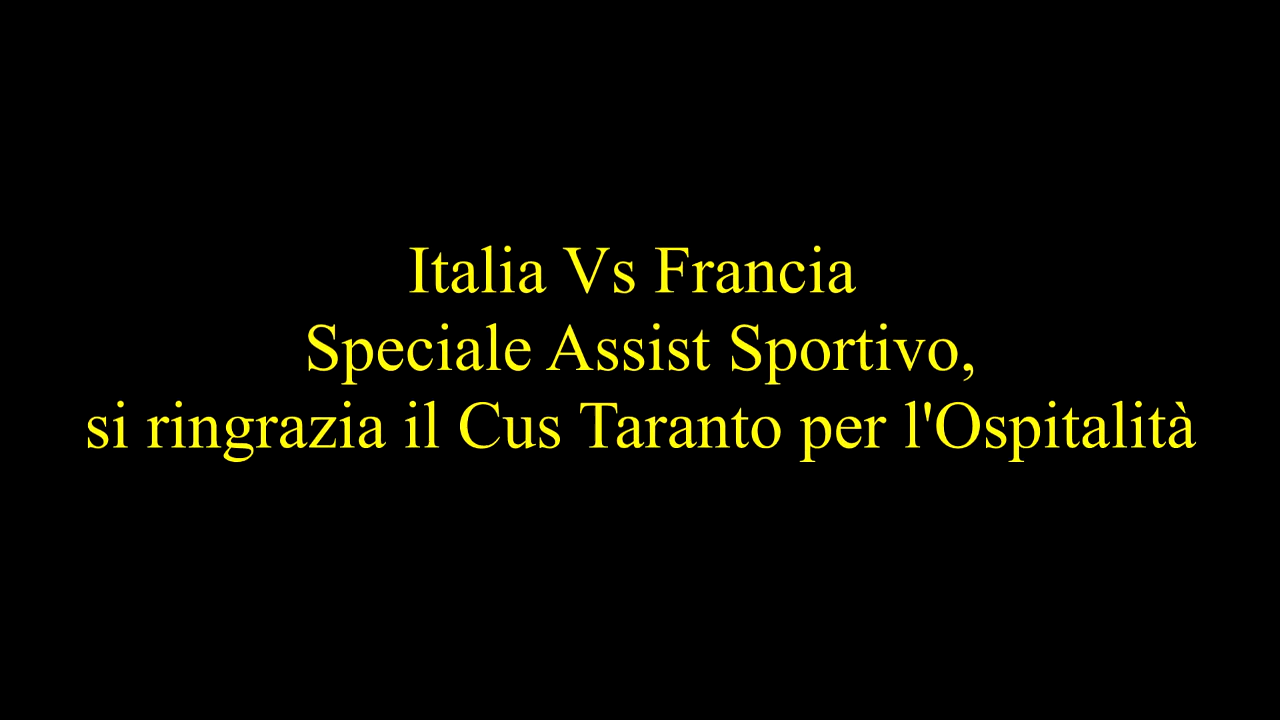 Italia Vs Francia
Speciale Assist Sportivo,
si ringrazia il Cus Taranto per l'Ospitalità